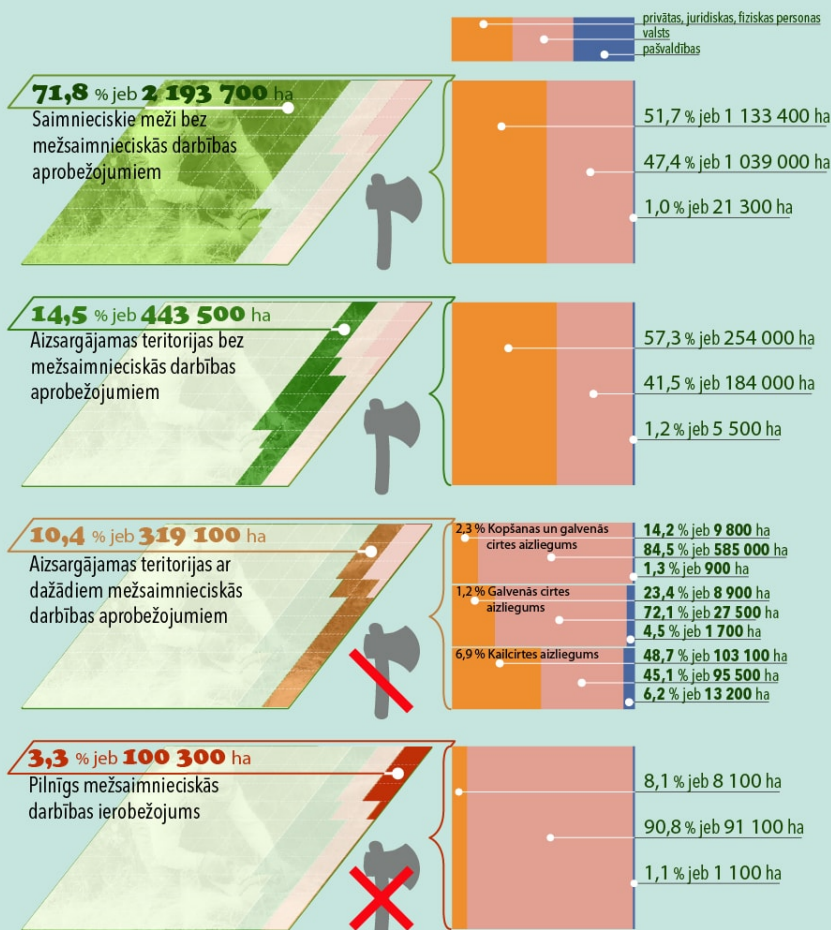 privātas, juridiskas, fiziskas personas
valsts
pašvaldības
71,8 % jeb 2 193 700 ha
Saimnieciskie meži bez
mežsaimnieciskās darbības
aprobežojumiem
51,7 % jeb 1 133 400 ha
47,4 % jeb 1 039 000 ha
1,0 % jeb 21 300 ha
14,5 % jeb 443 500 ha
Aizsargājamas teritorijas bez
mežsaimnieciskās darbības
aprobežojumiem
57,3 % jeb 254 000 ha
41,5 % jeb 184 000 ha
1,2 % jeb 5 500 ha
10,4 % jeb 319 100 ha
Aizsargājamas teritorijas ar
dažādiem mežsaimnieciskās
darbības aprobežojumiem
2,3 % Kopšanas un galvenās
cirtes aizliegums
14,2 % jeb 9 800 ha
84,5 % jeb 585 000 ha
1,3 % jeb 900 ha
1,2 % Galvenās cirtes
aizliegums
23,4 % jeb 8 900 ha
72,1 % jeb 27 500 ha
4,5 % jeb 1 700 ha
6,9 % Kailcirtes aizliegums
48,7 % jeb 103 100 ha
45,1 % jeb 95 500 ha
6,2 % jeb 13 200 ha
3,3 % jeb 100 300 ha
Pilnīgs mežsaimnieciskās
darbības ierobežojums
8,1 % jeb 8 100 ha
90,8 % jeb 91 100 ha
1,1 % jeb 1 100 ha